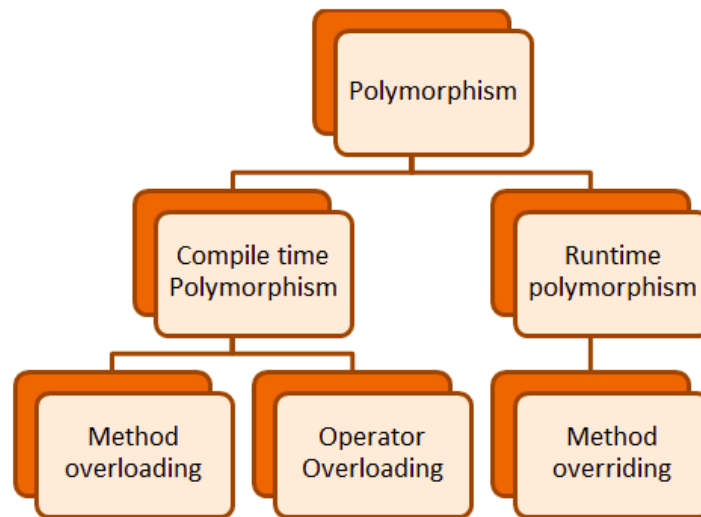 Polymorphism
Compile time
Polymorphism
Runtime
polymorphism
Method
overloading
Operator
Overloading
Method
overriding